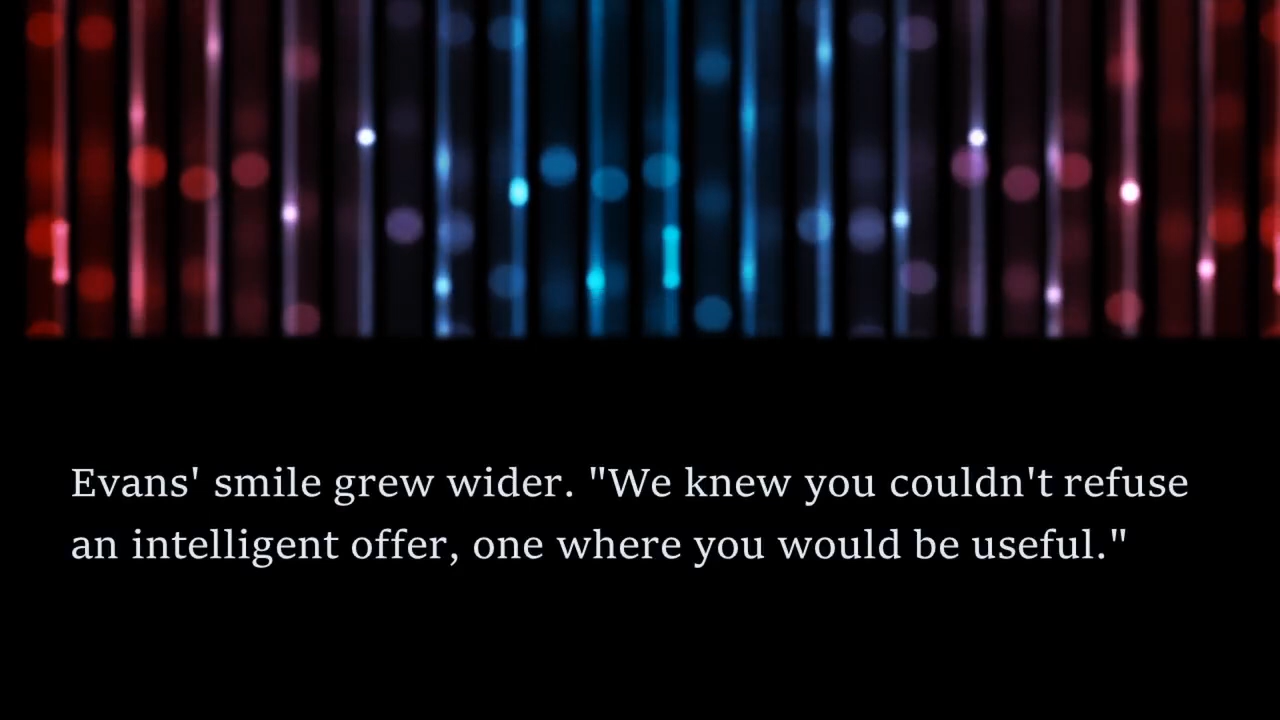 Evans' smile grew wider. "We knew you couldn't refuse
an intelligent offer, one where you would be useful."